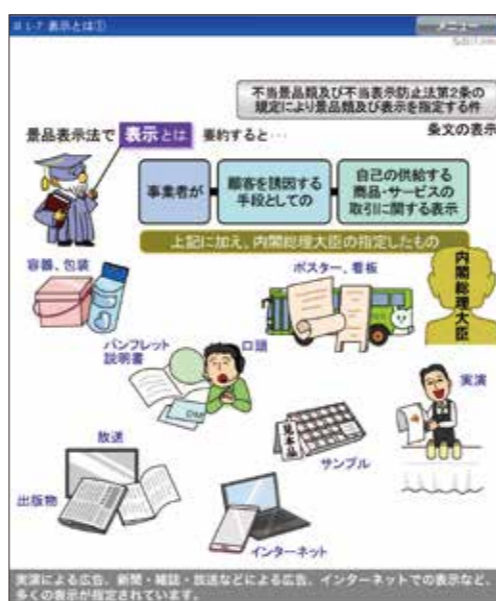 #1-7 表示とは①
メニュー
不当景品類及び不当表示防止法第2条の
規定により景品類及び表示を指定する件
条文の表示
景品表示法で 表示とは 要約すると…
事業者が
顧客を誘因する
手段としての
自己の供給する
商品・サービスの
取引に関する表示
上記に加え、内閣総理大臣の指定したもの
容器、包装
ポスター、看板
内閣総理大臣
パンフレット
説明書
口頭
DM
実演
放送
見本品
サンプル
出版物
インターネット
実演による広告、新聞・雑誌・放送などによる広告、インターネットでの表示など、
多くの表示が指定されています。